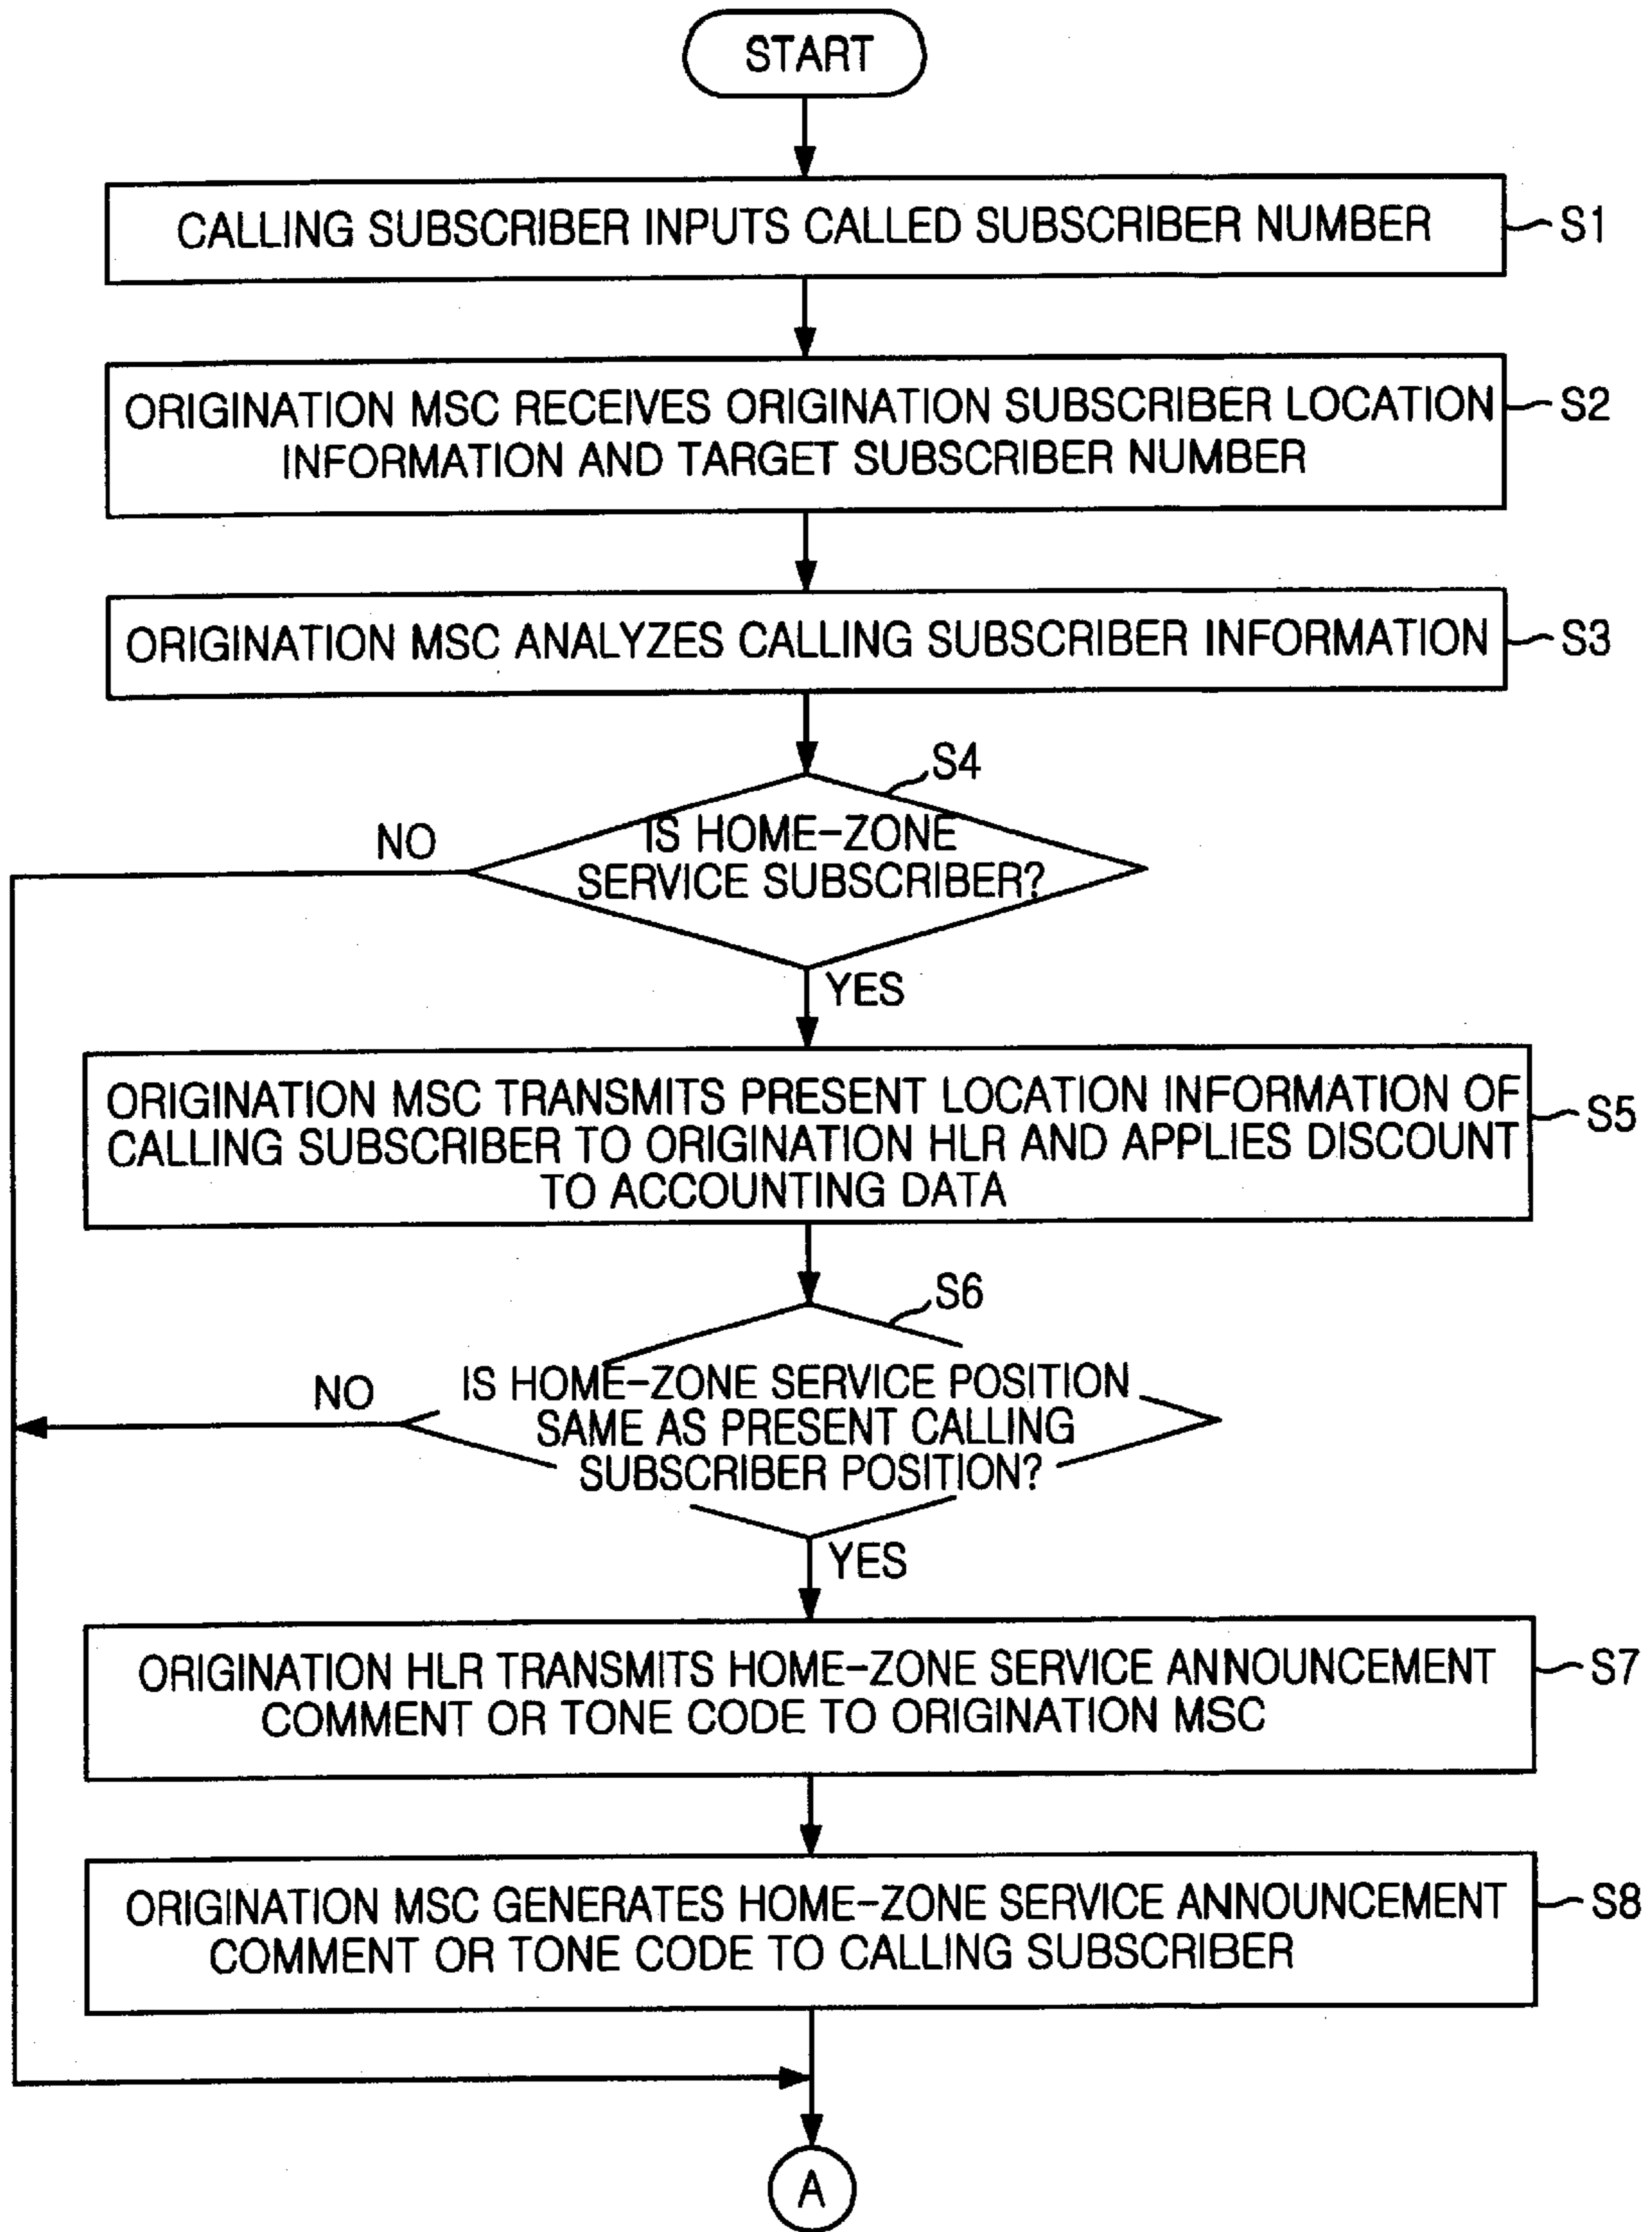 START
CALLING SUBSCRIBER INPUTS CALLED SUBSCRIBER NUMBER
S1
ORIGINATION MSC RECEIVES ORIGINATION SUBSCRIBER LOCATION
INFORMATION AND TARGET SUBSCRIBER NUMBER
S2
ORIGINATION MSC ANALYZES CALLING SUBSCRIBER INFORMATION
S3
S4
NO
IS HOME-ZONE
SERVICE SUBSCRIBER?
YES
ORIGINATION MSC TRANSMITS PRESENT LOCATION INFORMATION OF
CALLING SUBSCRIBER TO ORIGINATION HLR AND APPLIES DISCOUNT
TO ACCOUNTING DATA
S5
S6
NO
IS HOME-ZONE SERVICE POSITION
SAME AS PRESENT CALLING
SUBSCRIBER POSITION?
YES
ORIGINATION HLR TRANSMITS HOME-ZONE SERVICE ANNOUNCEMENT
COMMENT OR TONE CODE TO ORIGINATION MSC
S7
ORIGINATION MSC GENERATES HOME-ZONE SERVICE ANNOUNCEMENT
COMMENT OR TONE CODE TO CALLING SUBSCRIBER
S8
A